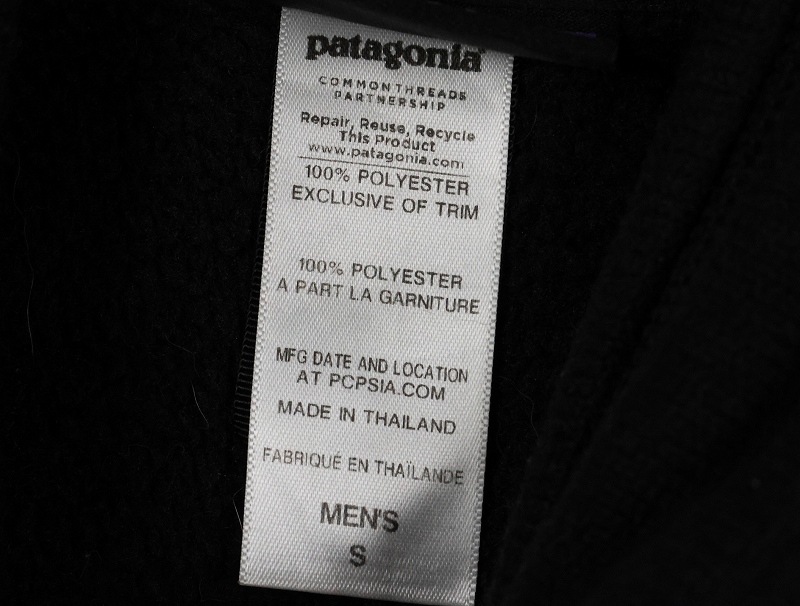 patagonia
COMMON THREADS
PARTNERSHIP
Repair, Reuse, Recycle
This Product
www.patagonia.com
100% POLYESTER
EXCLUSIVE OF TRIM
100% POLYESTER
A PART LA GARNITURE
MFG DATE AND LOCATION
AT PCPSIA.COM
MADE IN THAILAND
FABRIQUÉ EN THAÏLANDE
MEN'S
S